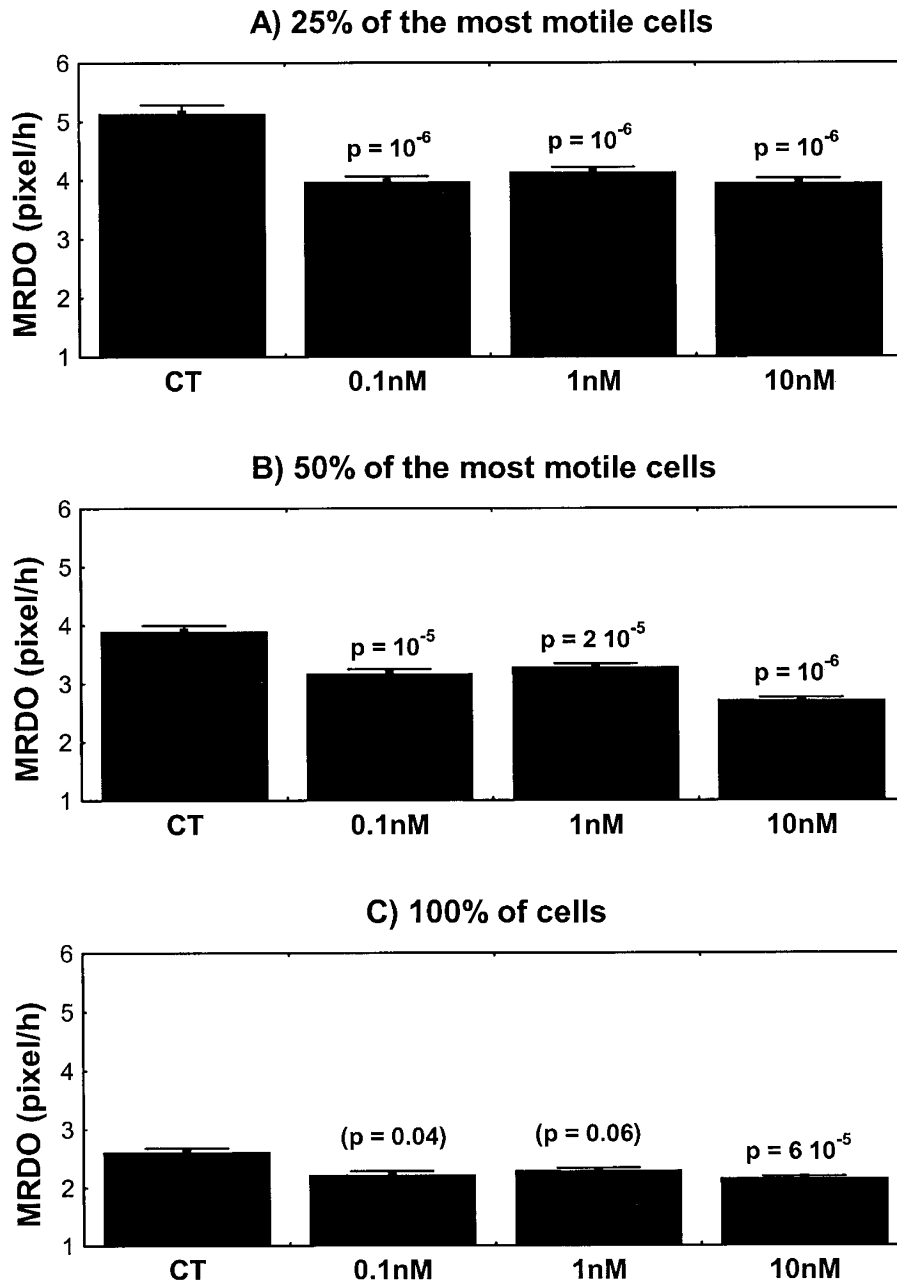 A) 25% of the most motile cells
MRDO (pixel/h)
6
5
4
3
2
1
p = 10⁻⁶
p = 10⁻⁶
p = 10⁻⁶
CT 0.1nM 1nM 10nM
B) 50% of the most motile cells
MRDO (pixel/h)
6
5
4
3
2
1
p = 10⁻⁵
p = 2 10⁻⁵
p = 10⁻⁶
CT 0.1nM 1nM 10nM
C) 100% of cells
MRDO (pixel/h)
6
5
4
3
2
1
(p = 0.04)
(p = 0.06)
p = 6 10⁻⁵
CT 0.1nM 1nM 10nM